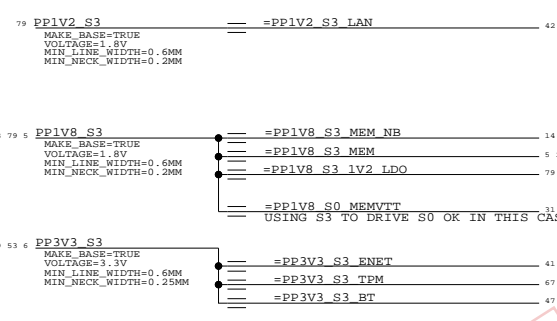 79 PP1V2_S3 =PP1V2_S3_LAN 42
MAKE_BASE=TRUE
VOLTAGE=1.8V
MIN_LINE_WIDTH=0.6MM
MIN_NECK_WIDTH=0.2MM
79 5 PP1V8_S3 =PP1V8_S3_MEM_NB 14
MAKE_BASE=TRUE
VOLTAGE=1.8V =PP1V8_S3_MEM 5
MIN_LINE_WIDTH=0.6MM
MIN_NECK_WIDTH=0.2MM =PP1V8_S3_1V2_LDO 79
=PP1V8_S0_MEMVTT 31
USING S3 TO DRIVE S0 OK IN THIS CAS
53 6 PP3V3_S3
MAKE_BASE=TRUE
VOLTAGE=3.3V =PP3V3_S3_ENET 41
MIN_LINE_WIDTH=0.6MM
MIN_NECK_WIDTH=0.25MM =PP3V3_S3_TPM 67
=PP3V3_S3_BT 47